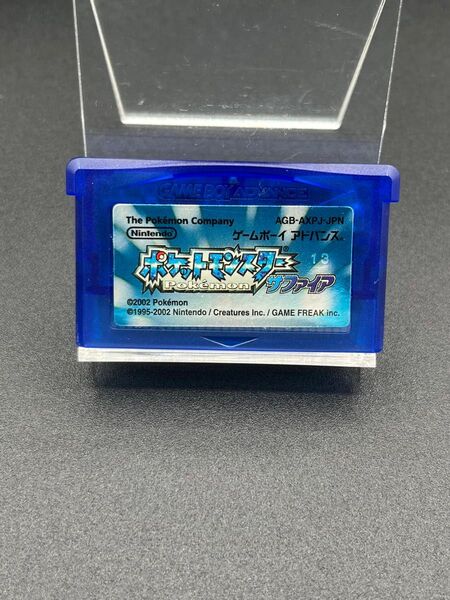 GAME BOY ADVANCE
The Pokémon Company AGB-AXPJ-JPN
Nintendo ゲームボーイ アドバンス™
13
ポケットモンスター®
Pokémon サファイア
©2002 Pokémon
©1995-2002 Nintendo / Creatures Inc. / GAME FREAK inc.